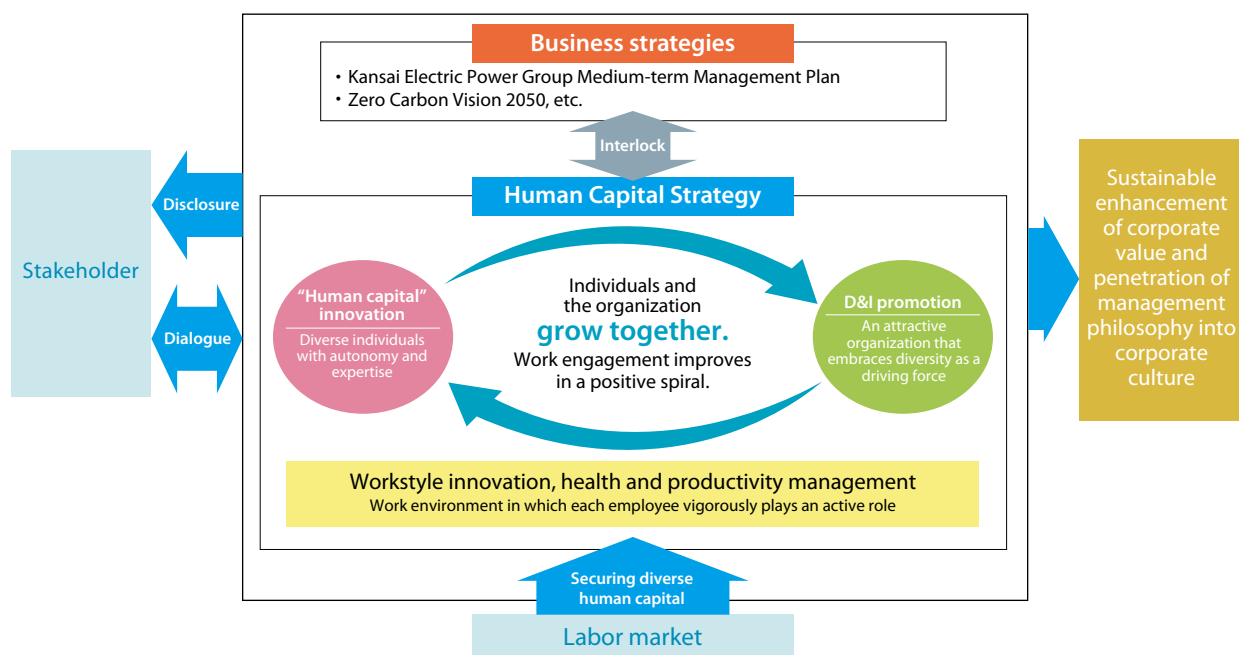 Business strategies
・Kansai Electric Power Group Medium-term Management Plan
・Zero Carbon Vision 2050, etc.
Interlock
Human Capital Strategy
Stakeholder
Disclosure
Dialogue
“Human capital”
innovation
Diverse individuals
with autonomy and
expertise
Individuals and
the organization
grow together.
Work engagement improves
in a positive spiral.
D&I promotion
An attractive
organization that
embraces diversity as a
driving force
Workstyle innovation, health and productivity management
Work environment in which each employee vigorously plays an active role
Securing diverse
human capital
Labor market
Sustainable
enhancement
of corporate
value and
penetration of
management
philosophy into
corporate
culture